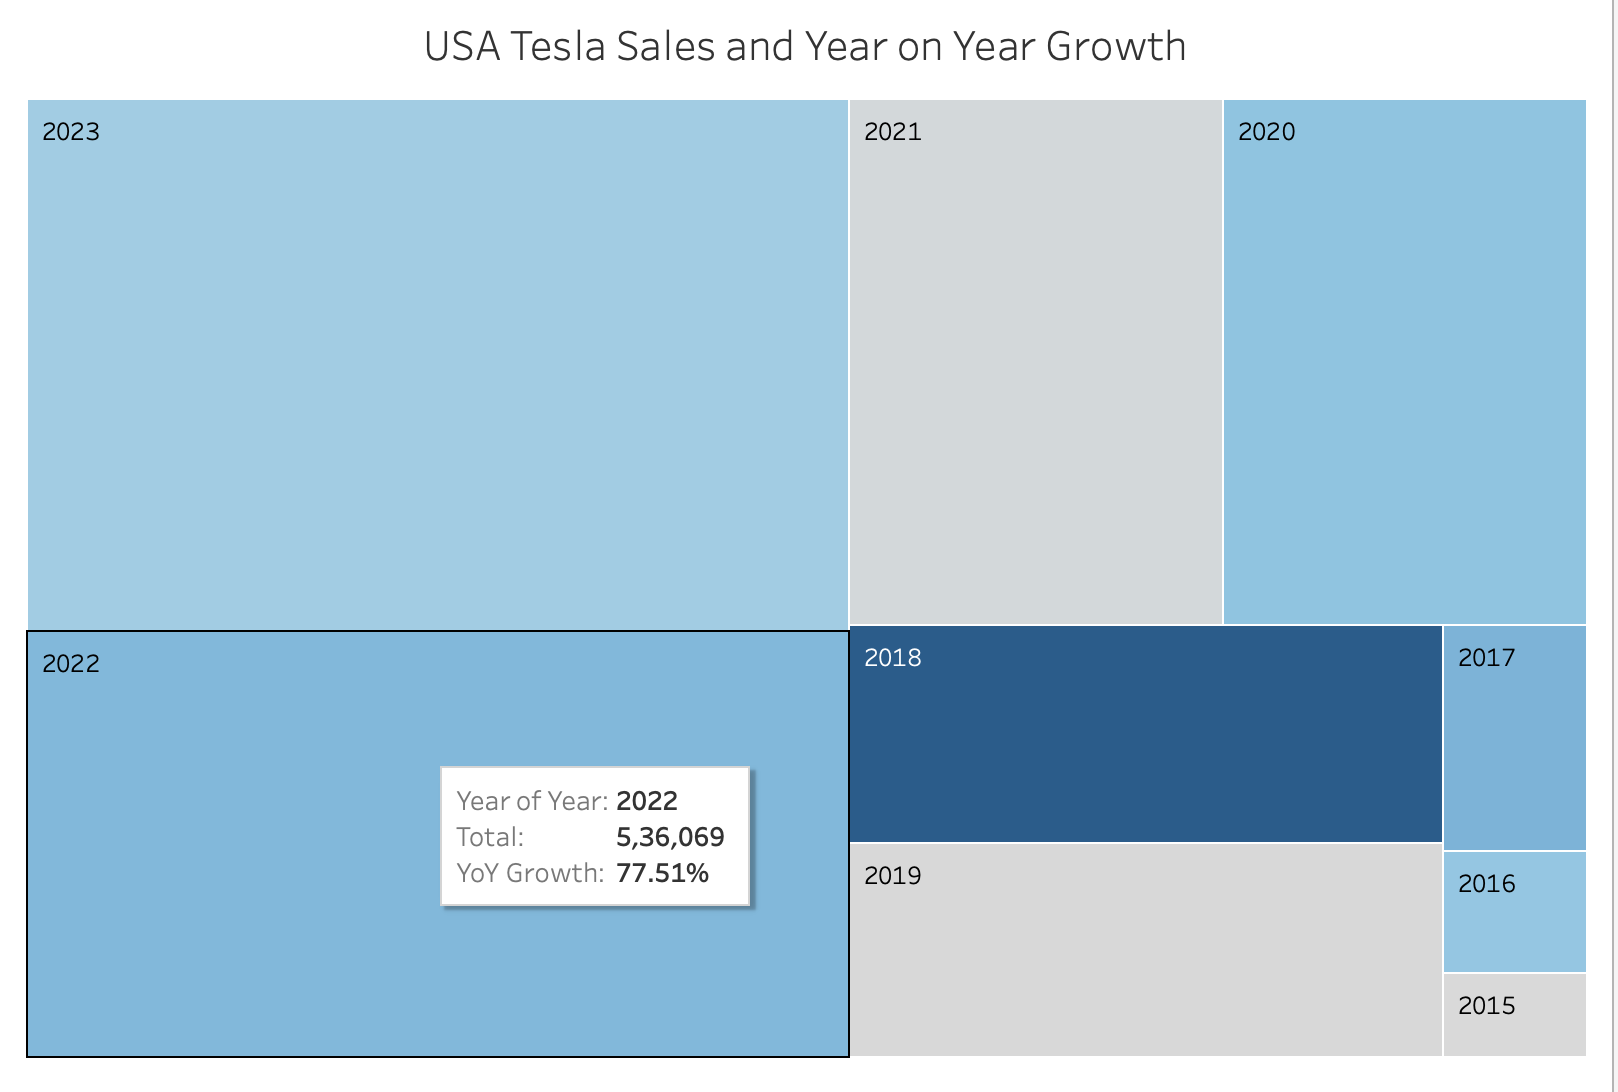 USA Tesla Sales and Year on Year Growth
2023
2021
2020
2022
Year of Year: 2022
Total: 5,36,069
YoY Growth: 77.51%
2018
2017
2019
2016
2015